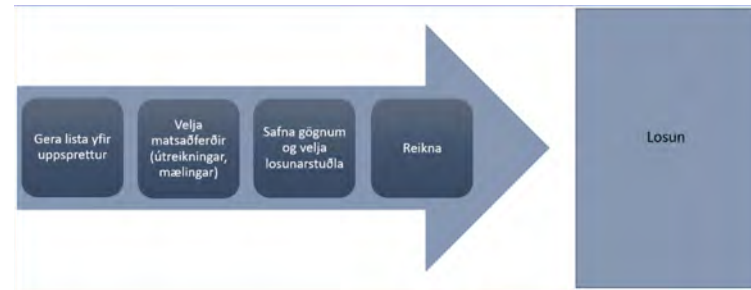 Gera lista yfir
uppsprettur
Velja
matsaðferðir
(útreikningar,
mælingar)
Safna gögnum
og velja
losunarstuðla
Reikna
Losun